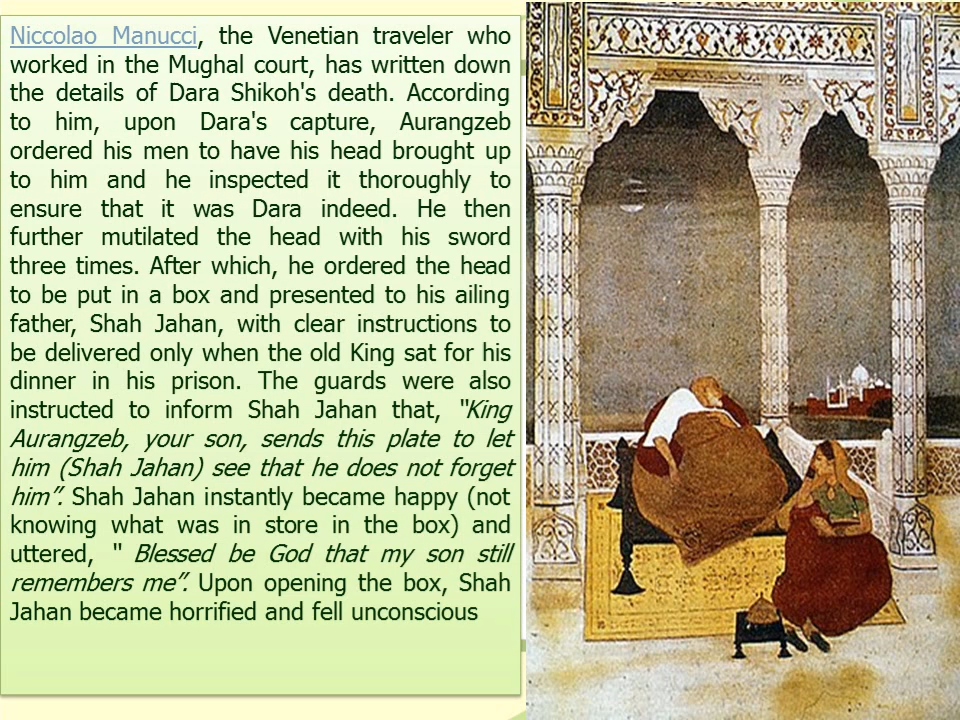 Niccolao Manucci, the Venetian traveler who
worked in the Mughal court, has written down
the details of Dara Shikoh's death. According
to him, upon Dara's capture, Aurangzeb
ordered his men to have his head brought up
to him and he inspected it thoroughly to
ensure that it was Dara indeed. He then
further mutilated the head with his sword
three times. After which, he ordered the head
to be put in a box and presented to his ailing
father, Shah Jahan, with clear instructions to
be delivered only when the old King sat for his
dinner in his prison. The guards were also
instructed to inform Shah Jahan that, “King
Aurangzeb, your son, sends this plate to let
him (Shah Jahan) see that he does not forget
him”. Shah Jahan instantly became happy (not
knowing what was in store in the box) and
uttered, " Blessed be God that my son still
remembers me”. Upon opening the box, Shah
Jahan became horrified and fell unconscious